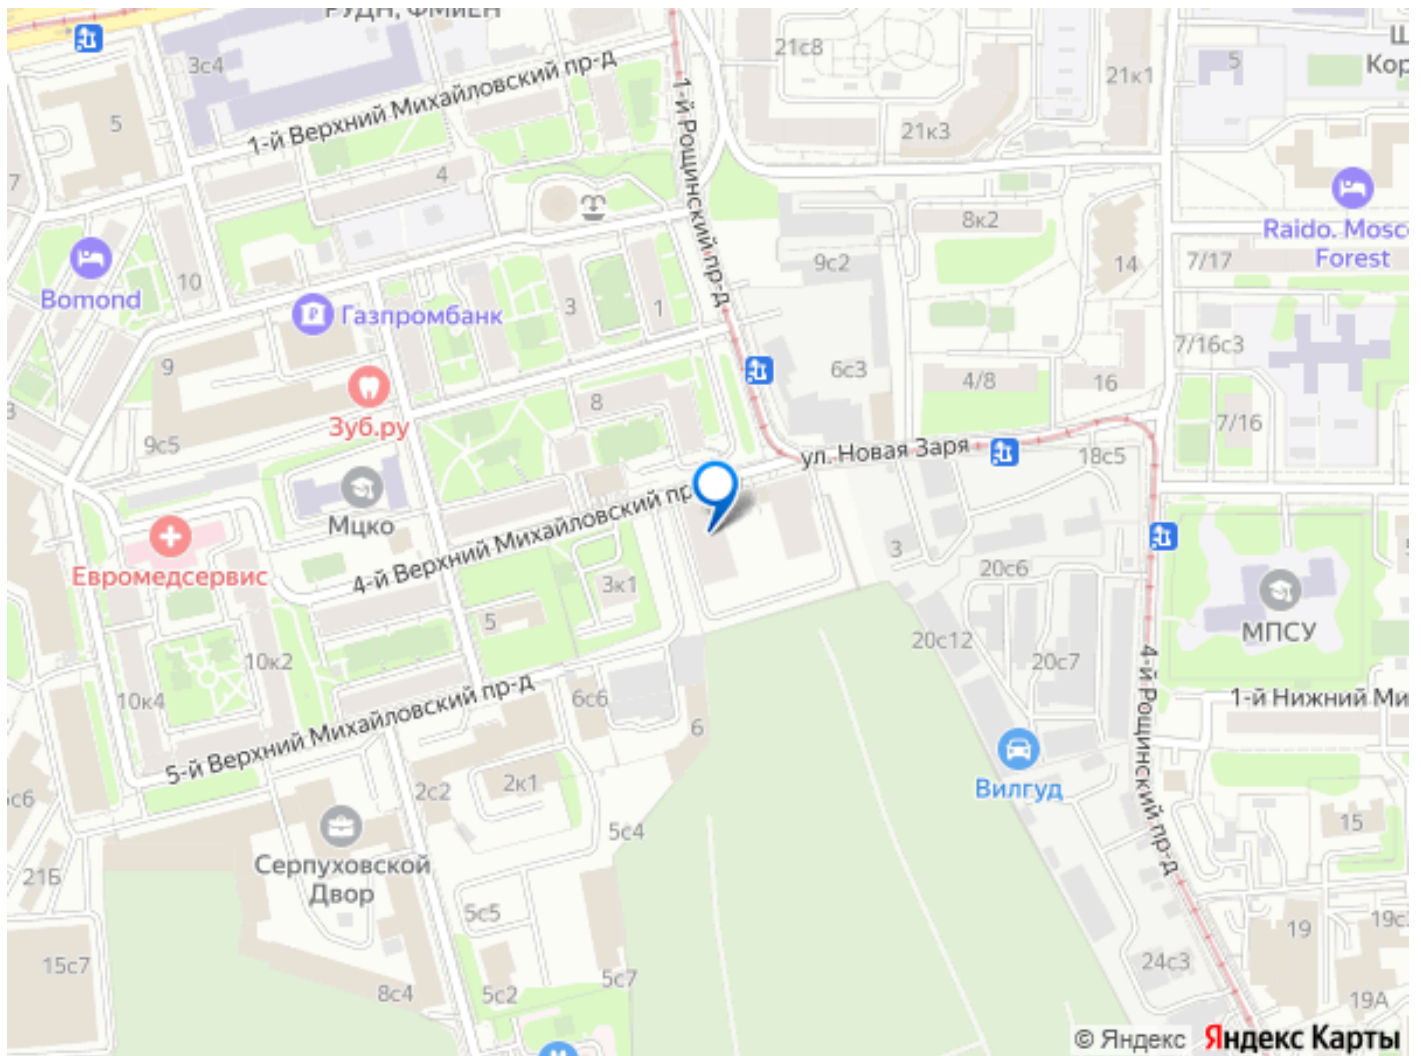 РУДН, ФМиЕН
3с4
21с8
5
21к1
5
1-й Верхний Михайловский пр-д
21к3
4
1-й Рощинский пр-д
8к2
Raido. Mosc
Forest
10
9с2
14
7/17
Bomond
Газпромбанк
3
1
7/16с3
9
6с3
4/8
16
8
7/16
Зуб.ру
9с5
ул. Новая Заря
18с5
Мцко
4-й Верхний Михайловский пр
3
20с6
Евромедсервис
3к1
5
МПСУ
20с12
20с7
10к2
4-й Рощинский пр-д
10к4
1-й Нижний Ми
5-й Верхний Михайловский пр-д
6с6
6
2с2
2к1
Вилгуд
5с4
15
Серпуховской
Двор
21Б
5с5
19
15с7
24с3
5с7
8с4
5с2
19А
© Яндекс Яндекс Карты